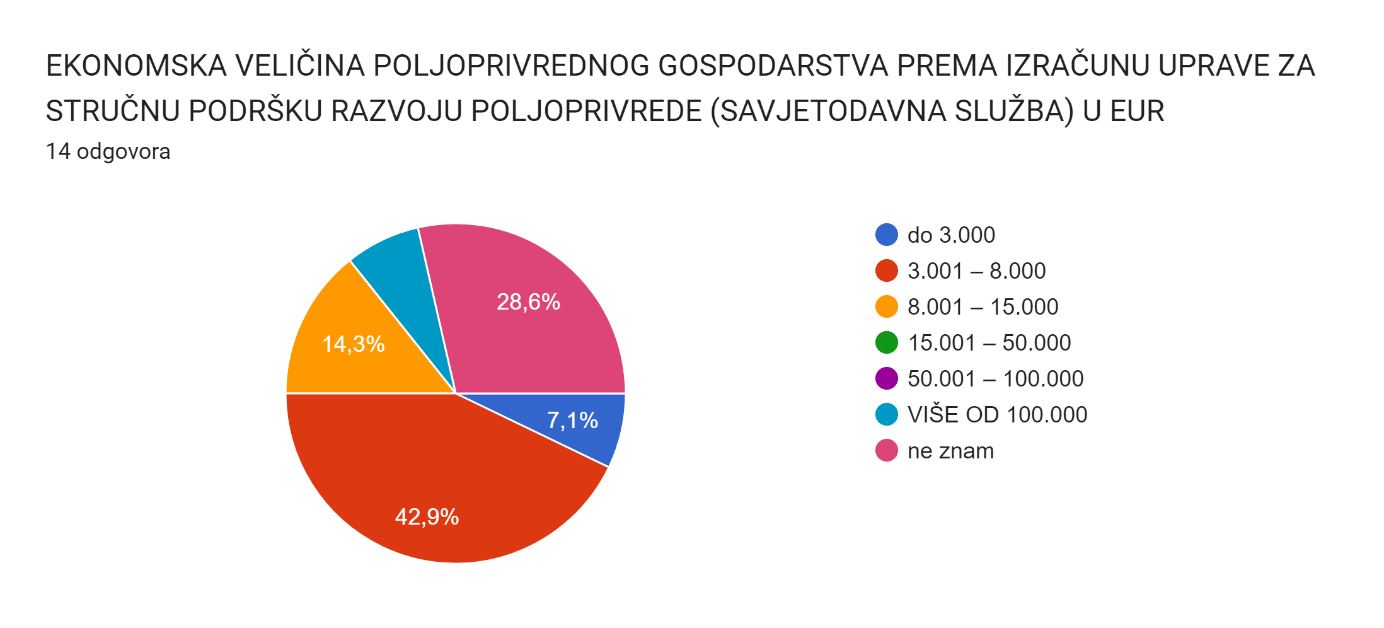 EKONOMSKA VELIČINA POLJOPRIVREDNOG GOSPODARSTVA PREMA IZRAČUNU UPRAVE ZA
STRUČNU PODRŠKU RAZVOJU POLJOPRIVREDE (SAVJETODAVNA SLUŽBA) U EUR
14 odgovora
28,6%
14,3%
7,1%
42,9%
do 3.000
3.001 – 8.000
8.001 – 15.000
15.001 – 50.000
50.001 – 100.000
VIŠE OD 100.000
ne znam